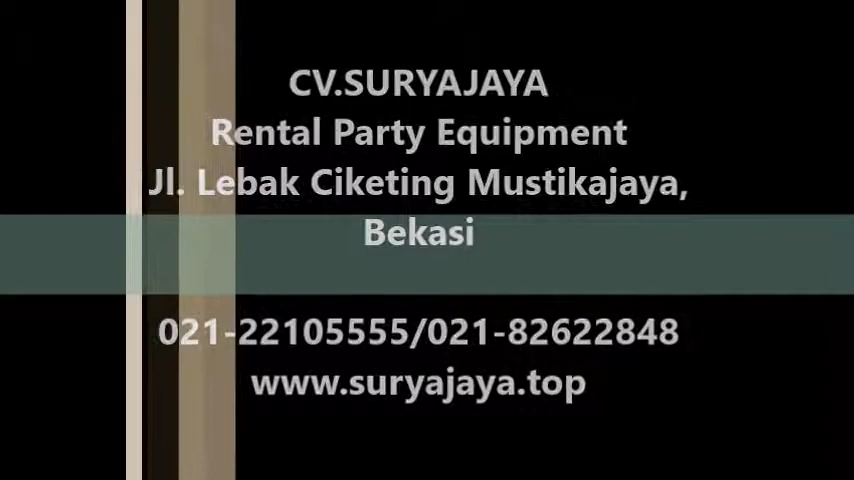 CV.SURYAJAYA
Rental Party Equipment
Jl. Lebak Ciketing Mustikajaya,
Bekasi
021-22105555/021-82622848
www.suryajaya.top